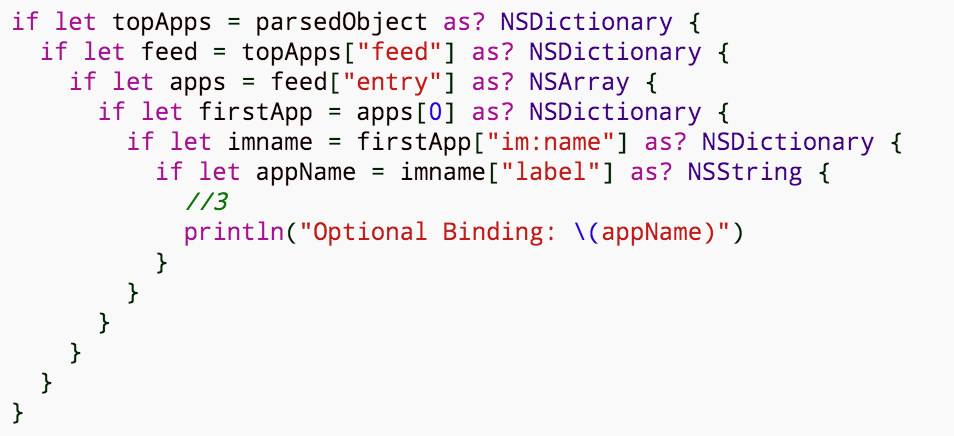 if let topApps = parsedObject as? NSDictionary {
  if let feed = topApps["feed"] as? NSDictionary {
    if let apps = feed["entry"] as? NSArray {
      if let firstApp = apps[0] as? NSDictionary {
        if let imname = firstApp["im:name"] as? NSDictionary {
          if let appName = imname["label"] as? NSString {
            //3
            println("Optional Binding: \(appName)")
          }
        }
      }
    }
  }
}